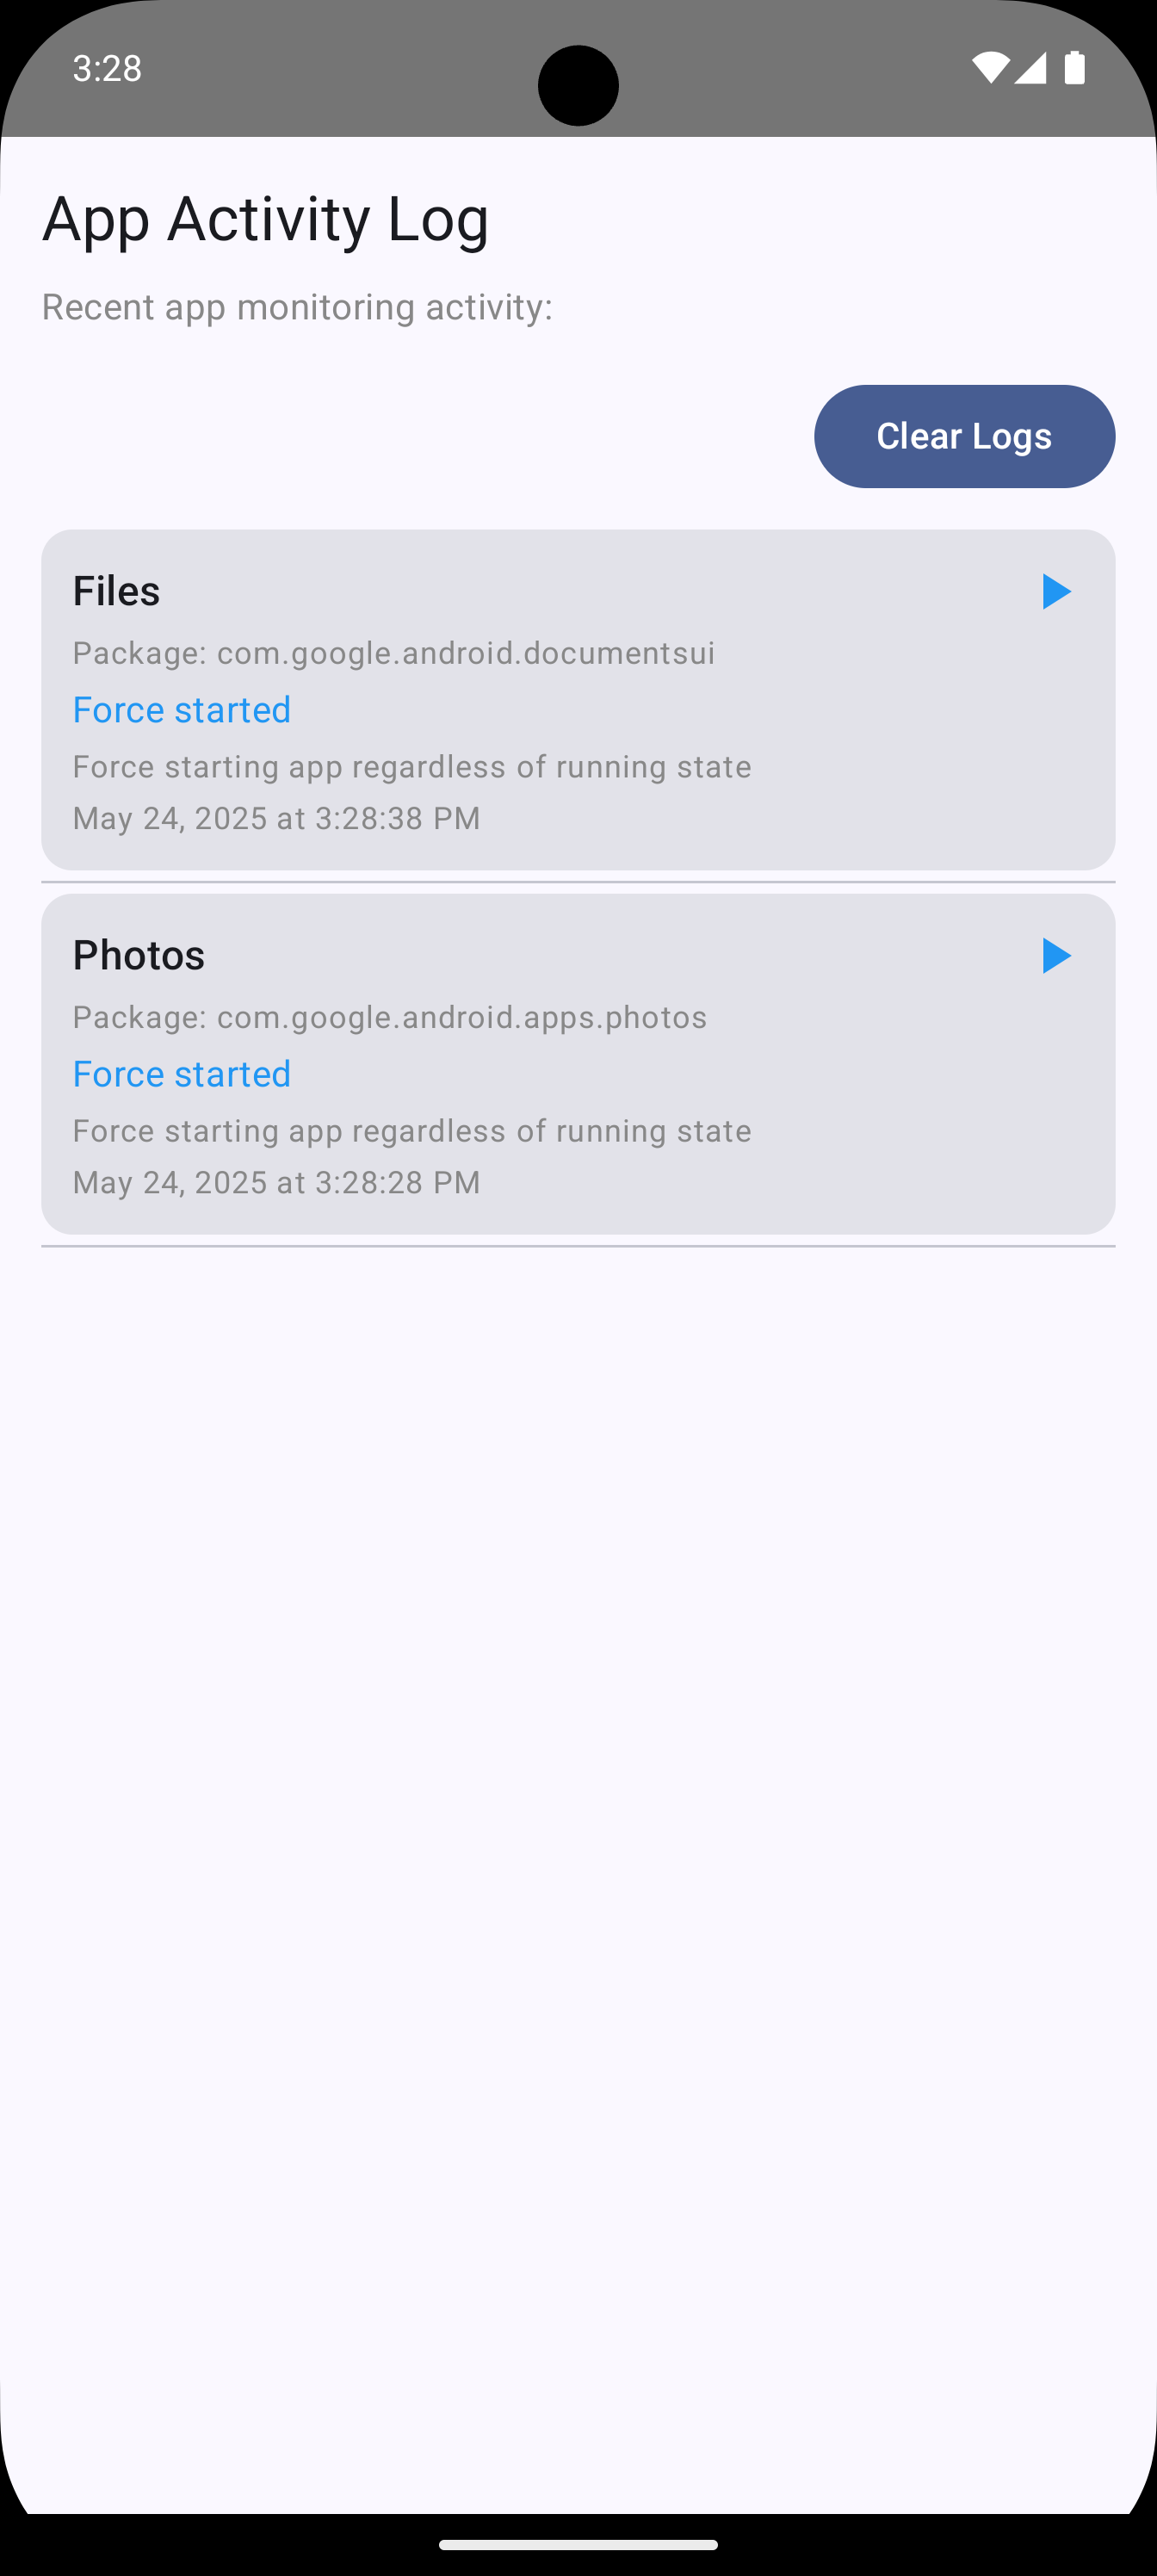 3:28
App Activity Log
Recent app monitoring activity:
Clear Logs
Files
Package: com.google.android.documentsui
Force started
Force starting app regardless of running state
May 24, 2025 at 3:28:38 PM
Photos
Package: com.google.android.apps.photos
Force started
Force starting app regardless of running state
May 24, 2025 at 3:28:28 PM